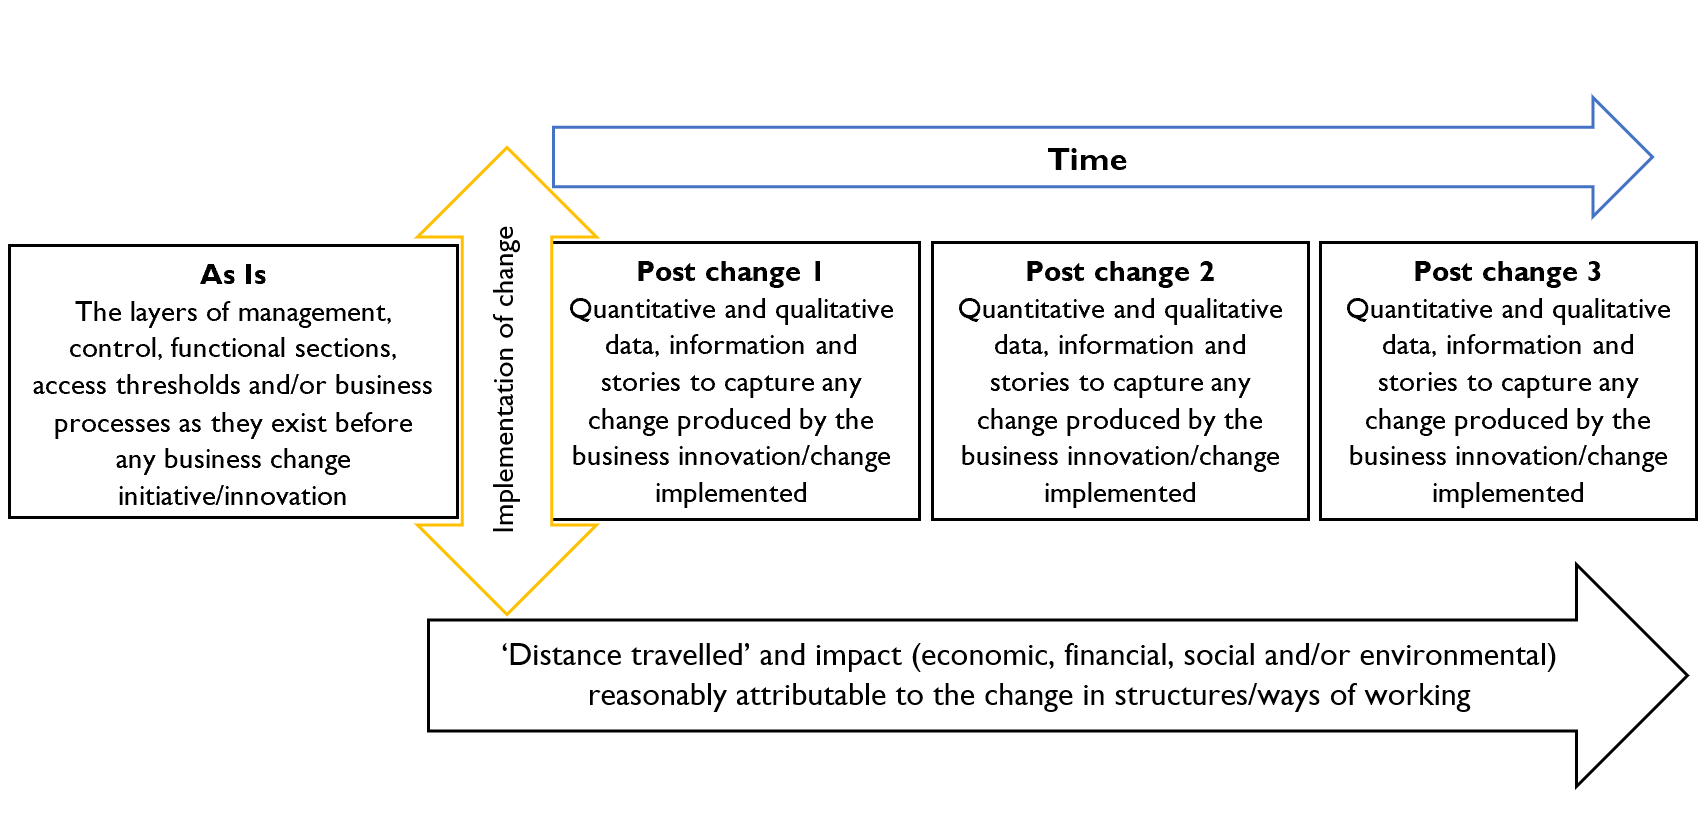 Time
As Is
The layers of management,
control, functional sections,
access thresholds and/or business
processes as they exist before
any business change
initiative/innovation
Implementation of change
Post change 1
Quantitative and qualitative
data, information and
stories to capture any
change produced by the
business innovation/change
implemented
Post change 2
Quantitative and qualitative
data, information and
stories to capture any
change produced by the
business innovation/change
implemented
Post change 3
Quantitative and qualitative
data, information and
stories to capture any
change produced by the
business innovation/change
implemented
‘Distance travelled’ and impact (economic, financial, social and/or environmental)
reasonably attributable to the change in structures/ways of working